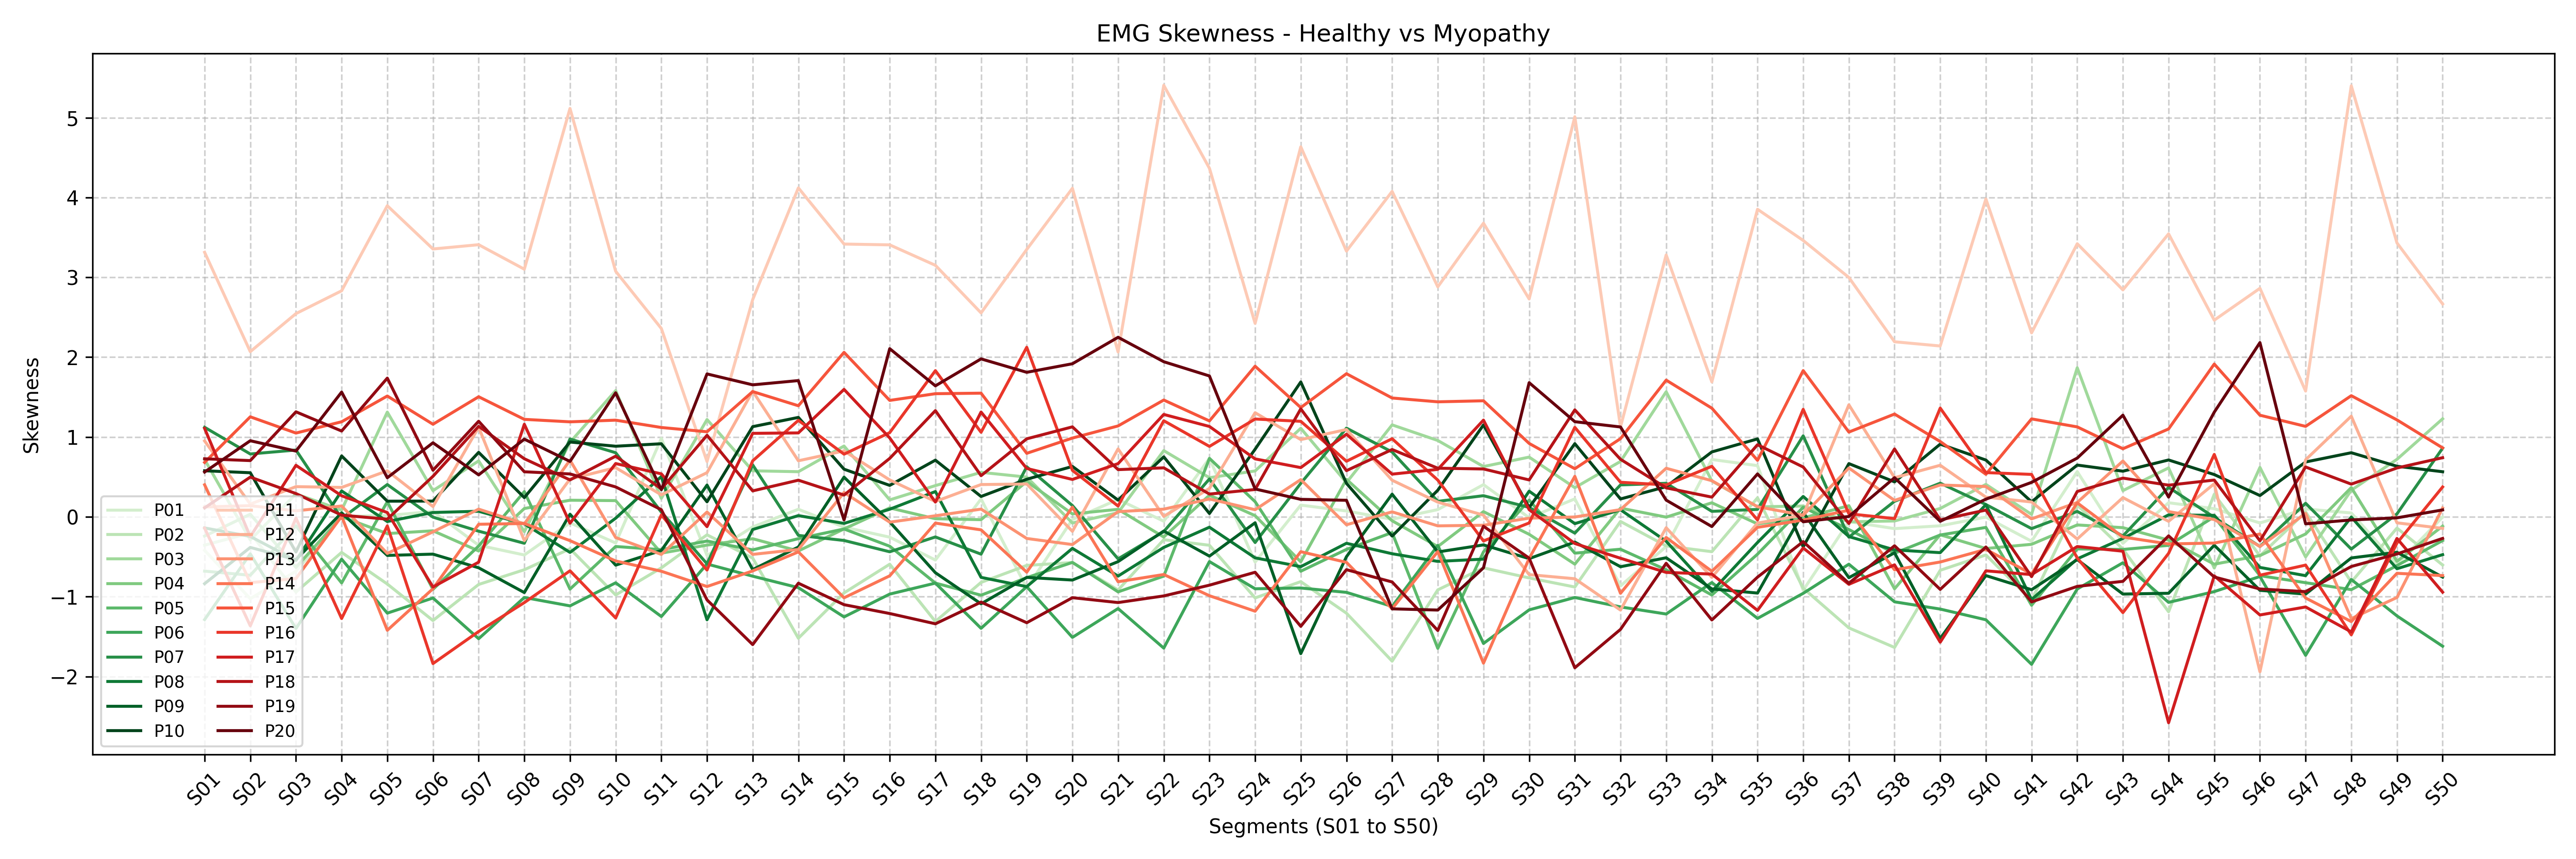 EMG Skewness - Healthy vs Myopathy
Skewness
5
4
3
2
1
0
−1
−2
P01 P11
P02 P12
P03 P13
P04 P14
P05 P15
P06 P16
P07 P17
P08 P18
P09 P19
P10 P20
S01 S02 S03 S04 S05 S06 S07 S08 S09 S10 S11 S12 S13 S14 S15 S16 S17 S18 S19 S20 S21 S22 S23 S24 S25 S26 S27 S28 S29 S30 S31 S32 S33 S34 S35 S36 S37 S38 S39 S40 S41 S42 S43 S44 S45 S46 S47 S48 S49 S50
Segments (S01 to S50)